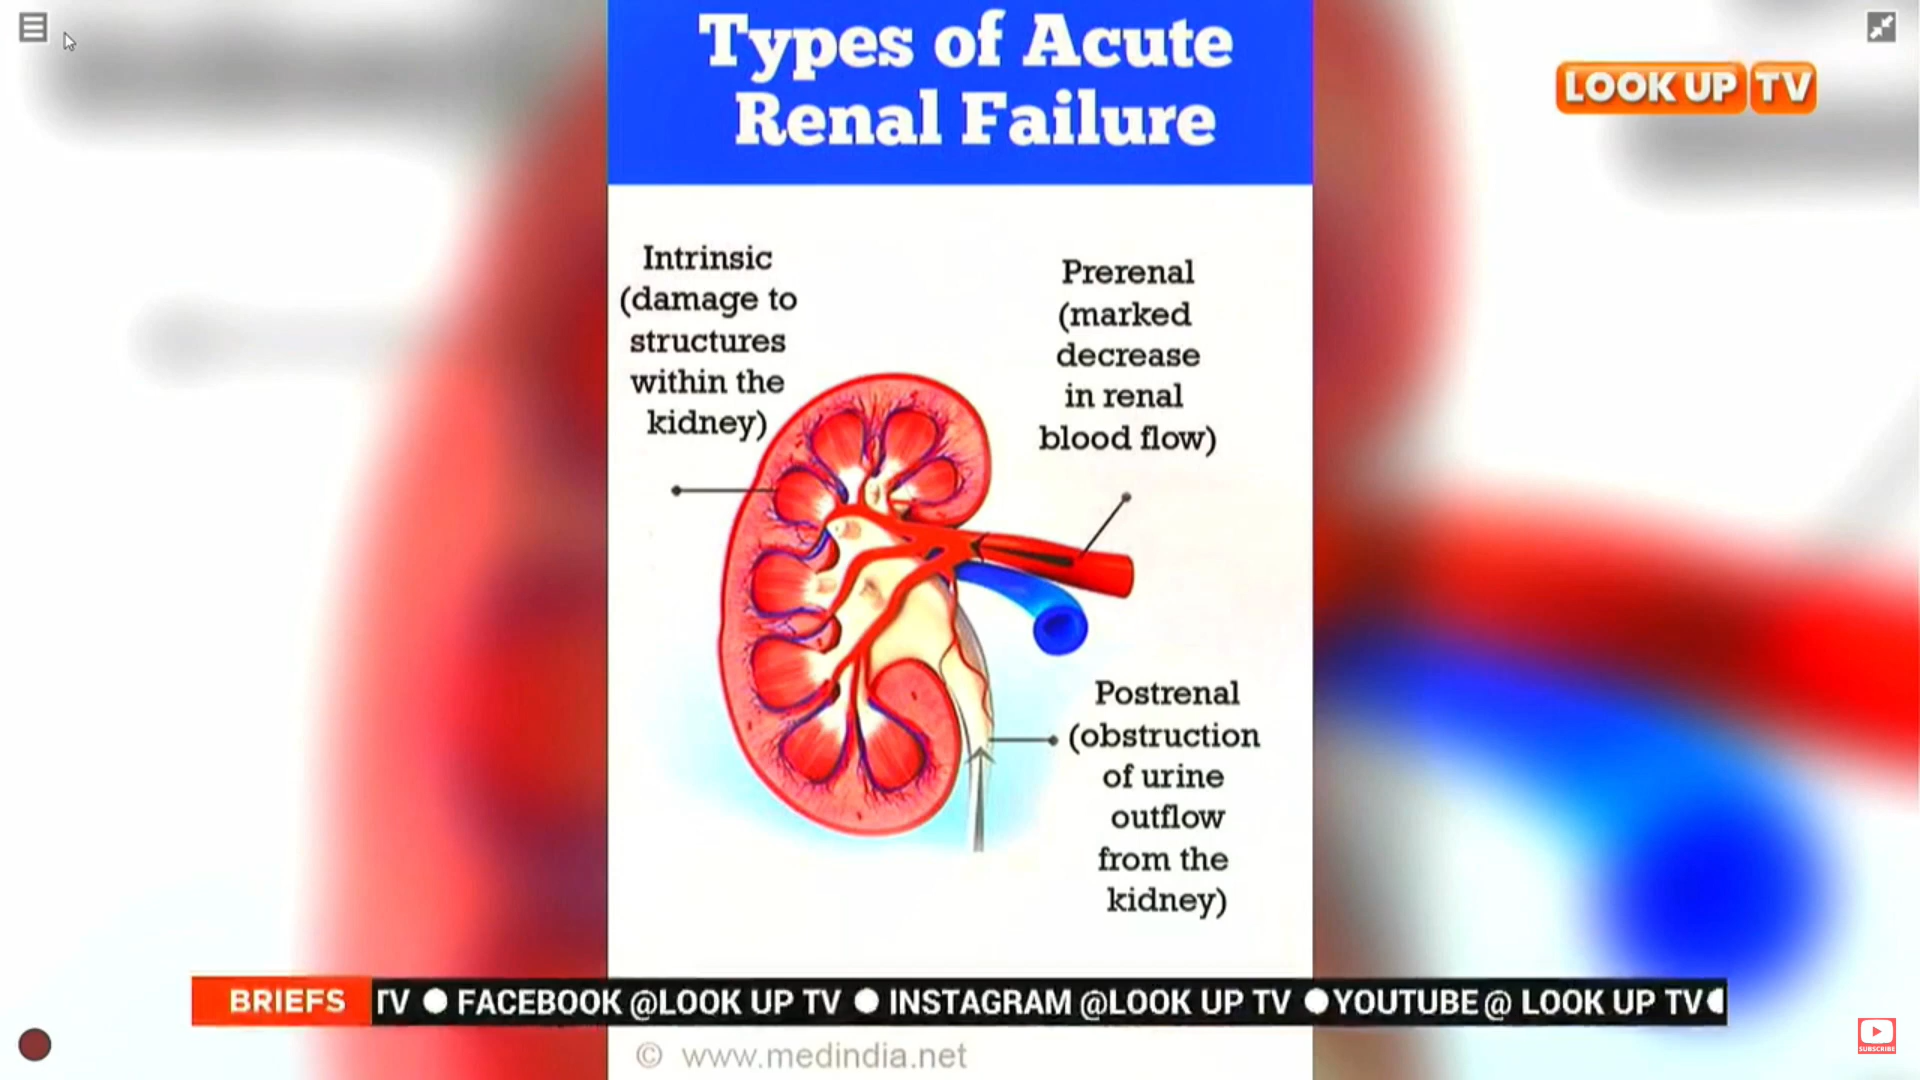 Types of Acute
Renal Failure
LOOK UP TV
Intrinsic
(damage to
structures
within the
kidney)
Prerenal
(marked
decrease
in renal
blood flow)
Postrenal
(obstruction
of urine
outflow
from the
kidney)
BRIEFS
TV ● FACEBOOK @LOOK UP TV ● INSTAGRAM @LOOK UP TV ● YOUTUBE @ LOOK UP TV
© www.medindia.net
SUBSCRIBE